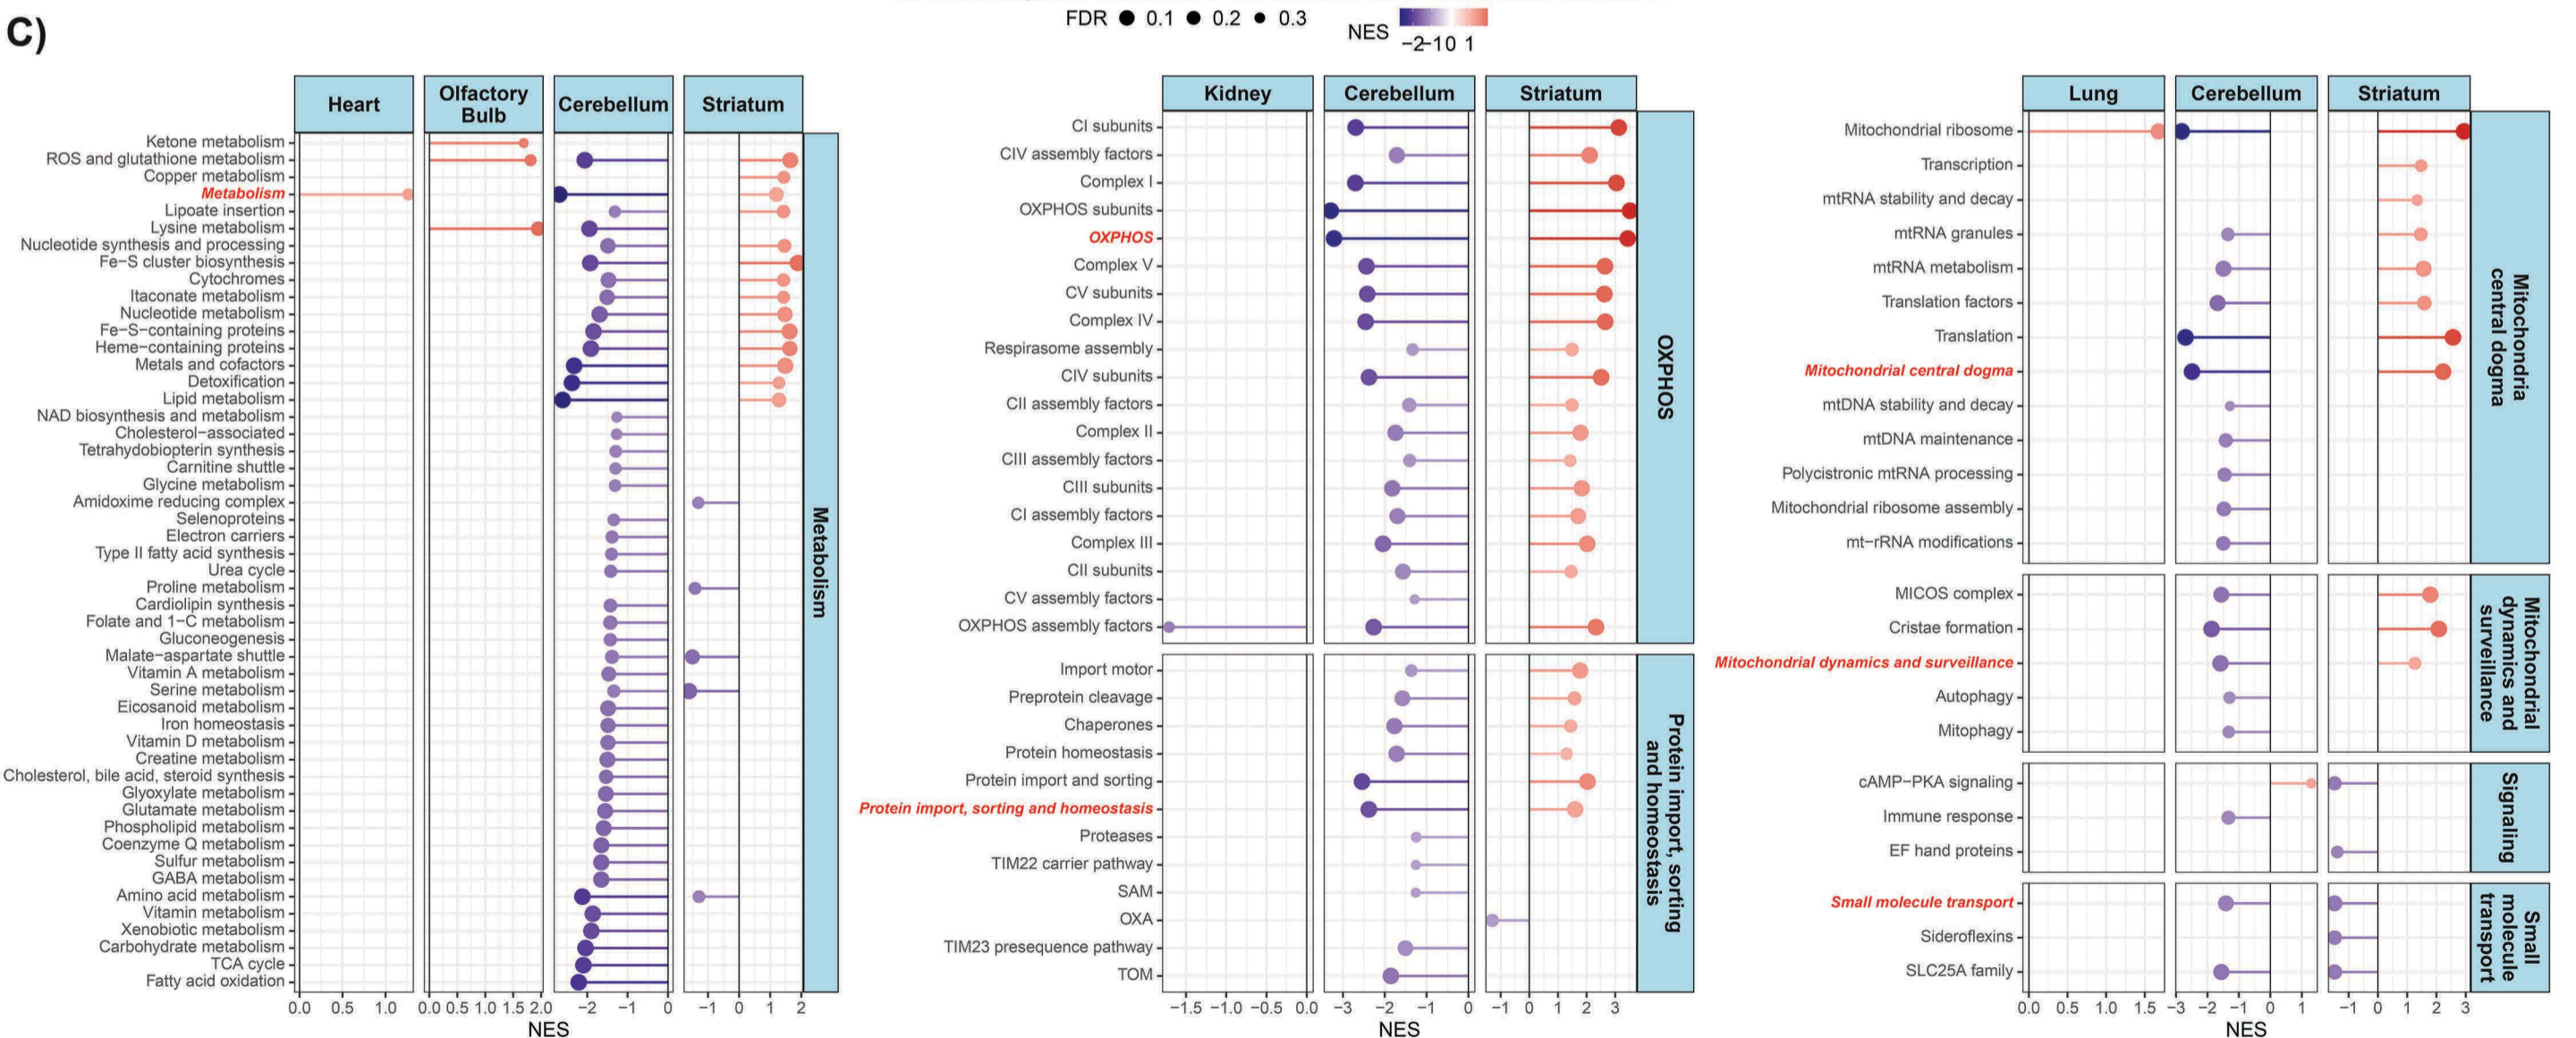 C)
FDR 0.1 0.2 0.3
NES −2−10 1
Heart
Olfactory
Bulb
Cerebellum
Striatum
Ketone metabolism
ROS and glutathione metabolism
Copper metabolism
Metabolism
Lipoate insertion
Lysine metabolism
Nucleotide synthesis and processing
Fe−S cluster biosynthesis
Cytochromes
Itaconate metabolism
Nucleotide metabolism
Fe−S−containing proteins
Heme−containing proteins
Metals and cofactors
Detoxification
Lipid metabolism
NAD biosynthesis and metabolism
Cholesterol−associated
Tetrahydobiopterin synthesis
Carnitine shuttle
Glycine metabolism
Amidoxime reducing complex
Selenoproteins
Electron carriers
Type II fatty acid synthesis
Urea cycle
Proline metabolism
Cardiolipin synthesis
Folate and 1−C metabolism
Gluconeogenesis
Malate−aspartate shuttle
Vitamin A metabolism
Serine metabolism
Eicosanoid metabolism
Iron homeostasis
Vitamin D metabolism
Creatine metabolism
Cholesterol, bile acid, steroid synthesis
Glyoxylate metabolism
Glutamate metabolism
Phospholipid metabolism
Coenzyme Q metabolism
Sulfur metabolism
GABA metabolism
Amino acid metabolism
Vitamin metabolism
Xenobiotic metabolism
Carbohydrate metabolism
TCA cycle
Fatty acid oxidation
Metabolism
0.0 0.5 1.0
0.0 0.5 1.0 1.5 2.0
−2 −1 0
−1 0 1 2
NES
Kidney
Cerebellum
Striatum
CI subunits
CIV assembly factors
Complex I
OXPHOS subunits
OXPHOS
Complex V
CV subunits
Complex IV
Respirasome assembly
CIV subunits
CII assembly factors
Complex II
CIII assembly factors
CIII subunits
CI assembly factors
Complex III
CII subunits
CV assembly factors
OXPHOS assembly factors
OXPHOS
Import motor
Preprotein cleavage
Chaperones
Protein homeostasis
Protein import and sorting
Protein import, sorting and homeostasis
Proteases
TIM22 carrier pathway
SAM
OXA
TIM23 presequence pathway
TOM
Protein import, sorting
and homeostasis
−1.5 −1.0 −0.5 0.0
−3 −2 −1 0
−1 0 1 2 3
NES
Lung
Cerebellum
Striatum
Mitochondrial ribosome
Transcription
mtRNA stability and decay
mtRNA granules
mtRNA metabolism
Translation factors
Translation
Mitochondrial central dogma
mtDNA stability and decay
mtDNA maintenance
Polycistronic mtRNA processing
Mitochondrial ribosome assembly
mt−rRNA modifications
Mitochondria
central dogma
MICOS complex
Cristae formation
Mitochondrial dynamics and surveillance
Autophagy
Mitophagy
Mitochondrial
dynamics and
surveillance
cAMP−PKA signaling
Immune response
EF hand proteins
Signaling
Small molecule transport
Sideroflexins
SLC25A family
Small
molecule
transport
0.0 0.5 1.0 1.5
−3 −2 −1 0 1
−1 0 1 2 3
NES